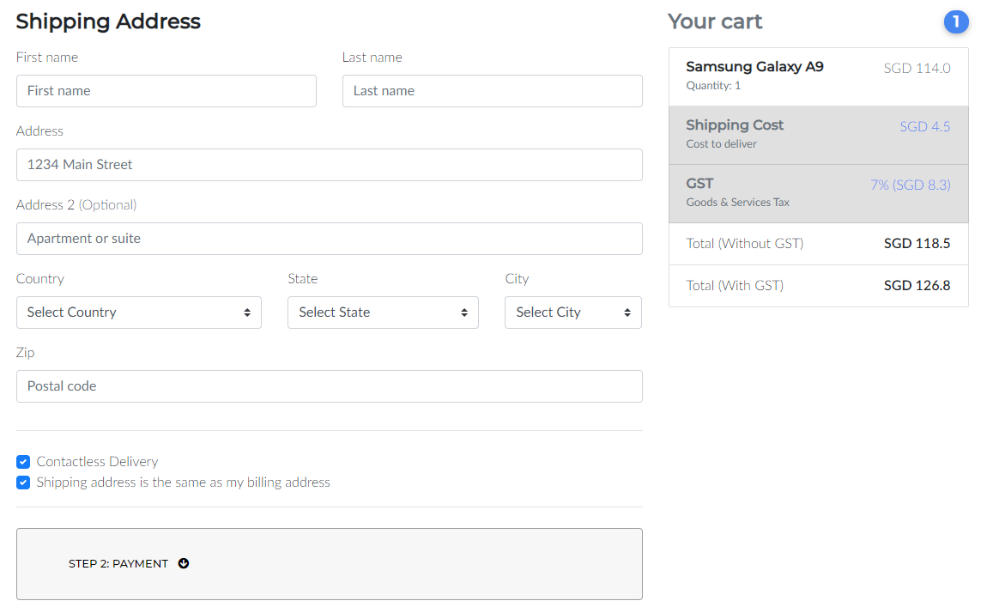 Shipping Address
First name
Last name
First name
Last name
Address
1234 Main Street
Address 2 (Optional)
Apartment or suite
Country
State
City
Select Country
Select State
Select City
Zip
Postal code
Contactless Delivery
Shipping address is the same as my billing address
STEP 2: PAYMENT
Your cart
1
Samsung Galaxy A9
SGD 114.0
Quantity: 1
Shipping Cost
SGD 4.5
Cost to deliver
GST
7% (SGD 8.3)
Goods & Services Tax
Total (Without GST)
SGD 118.5
Total (With GST)
SGD 126.8